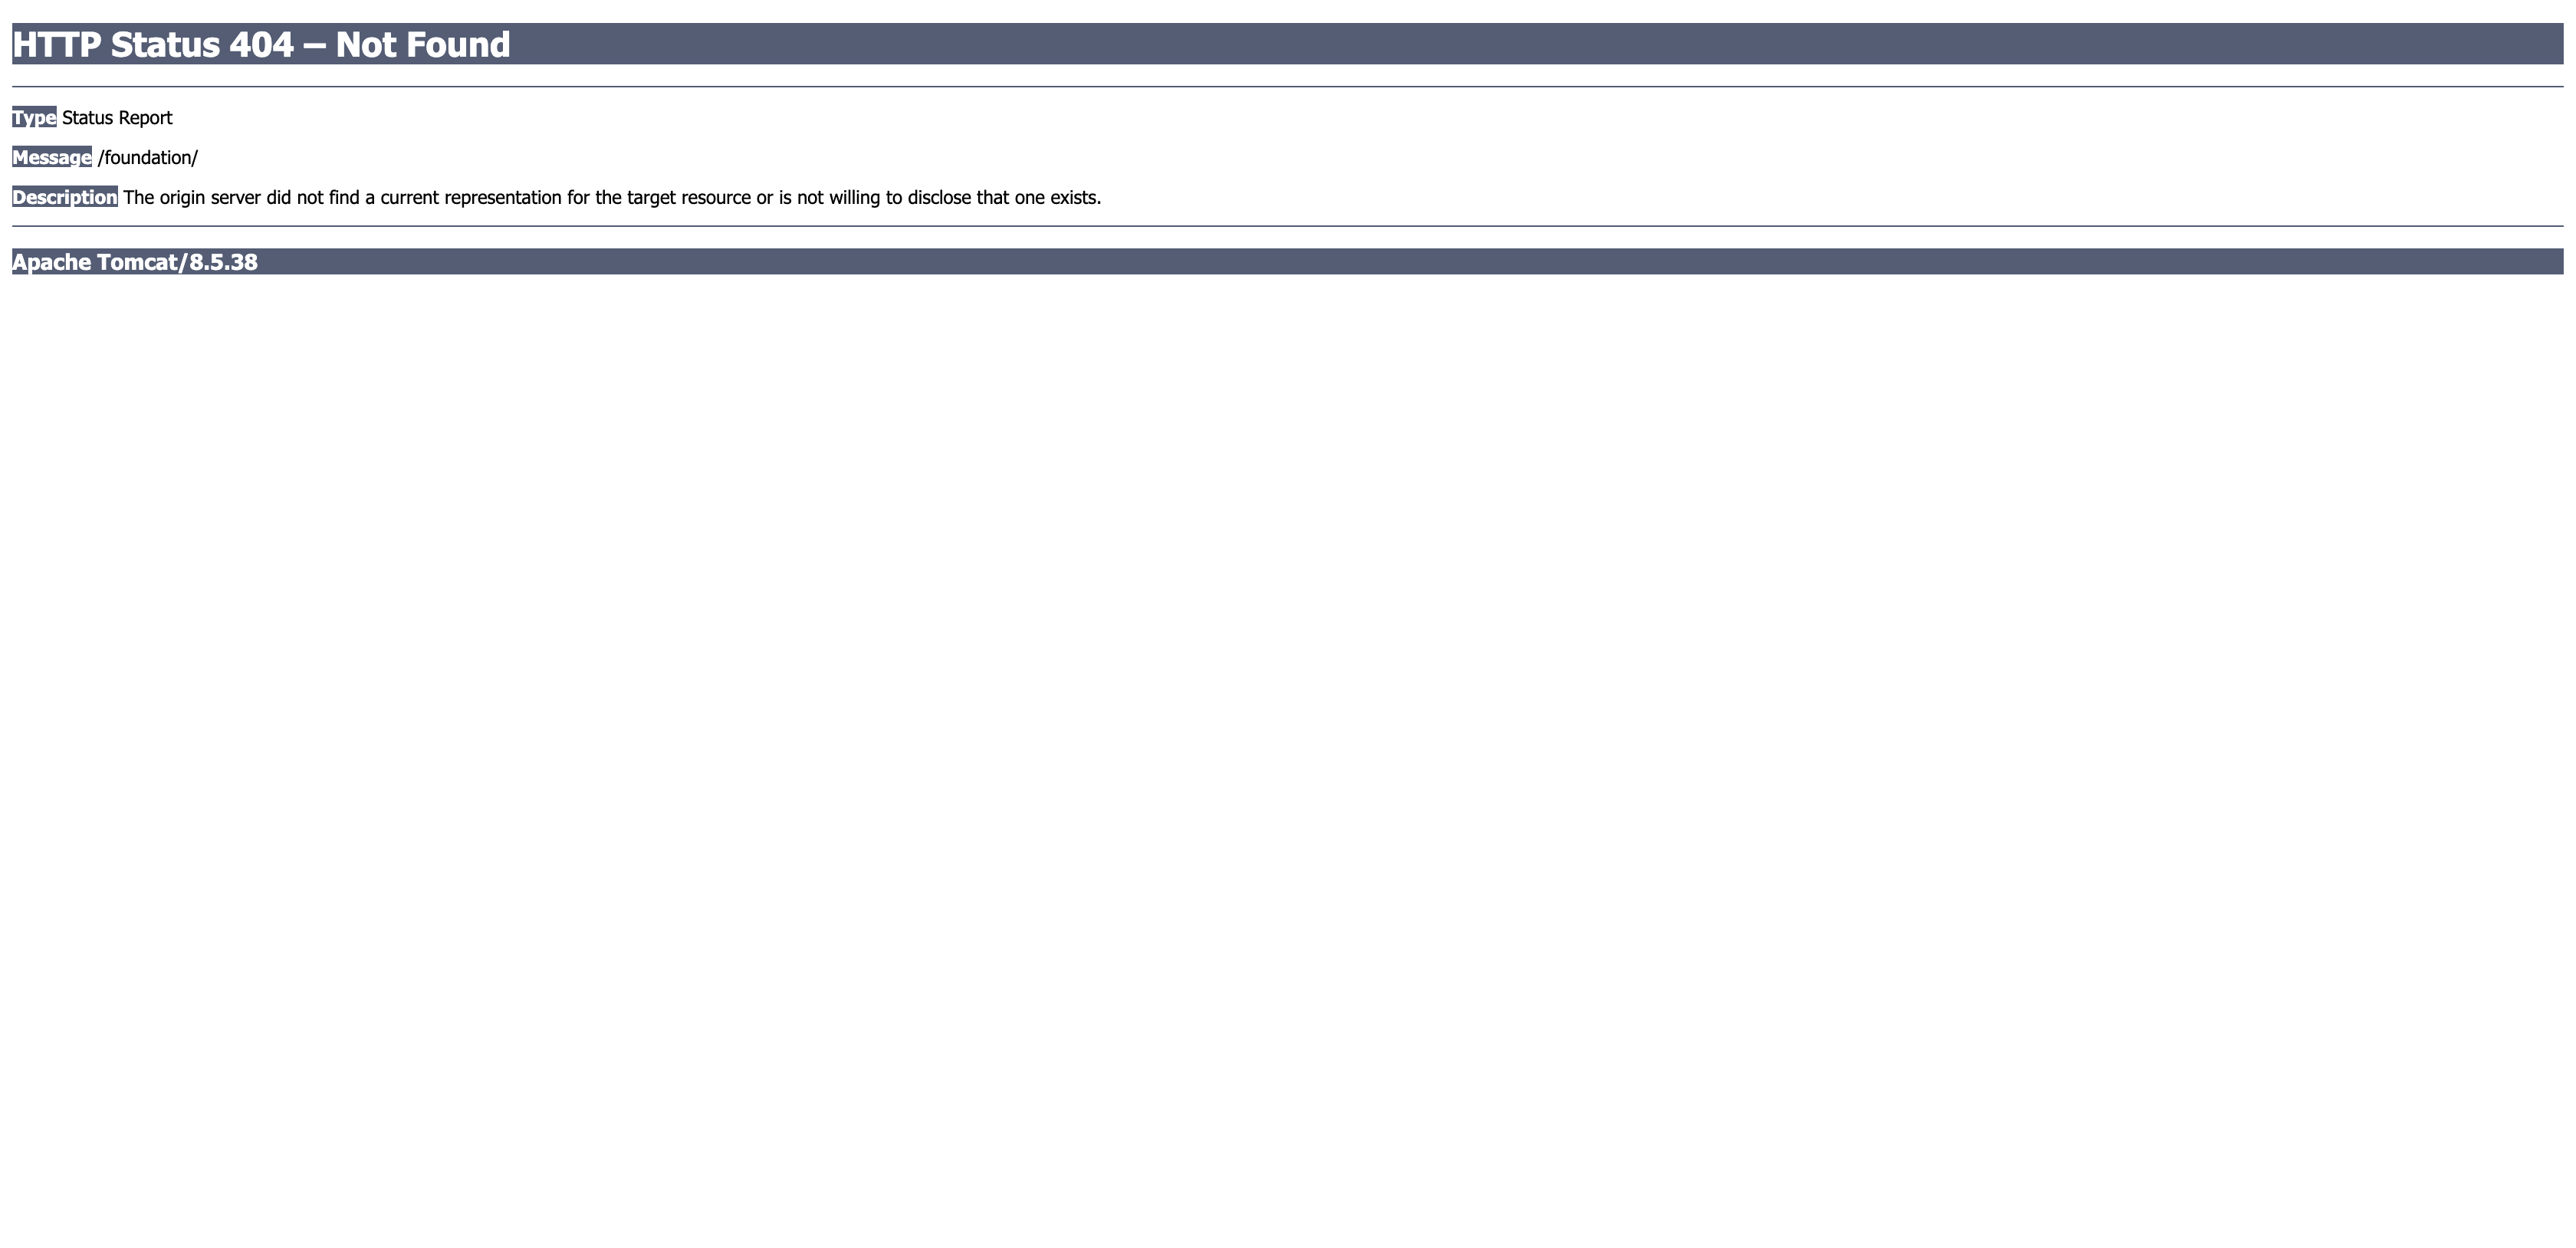 HTTP Status 404 – Not Found
Type Status Report
Message /foundation/
Description The origin server did not find a current representation for the target resource or is not willing to disclose that one exists.
Apache Tomcat/8.5.38